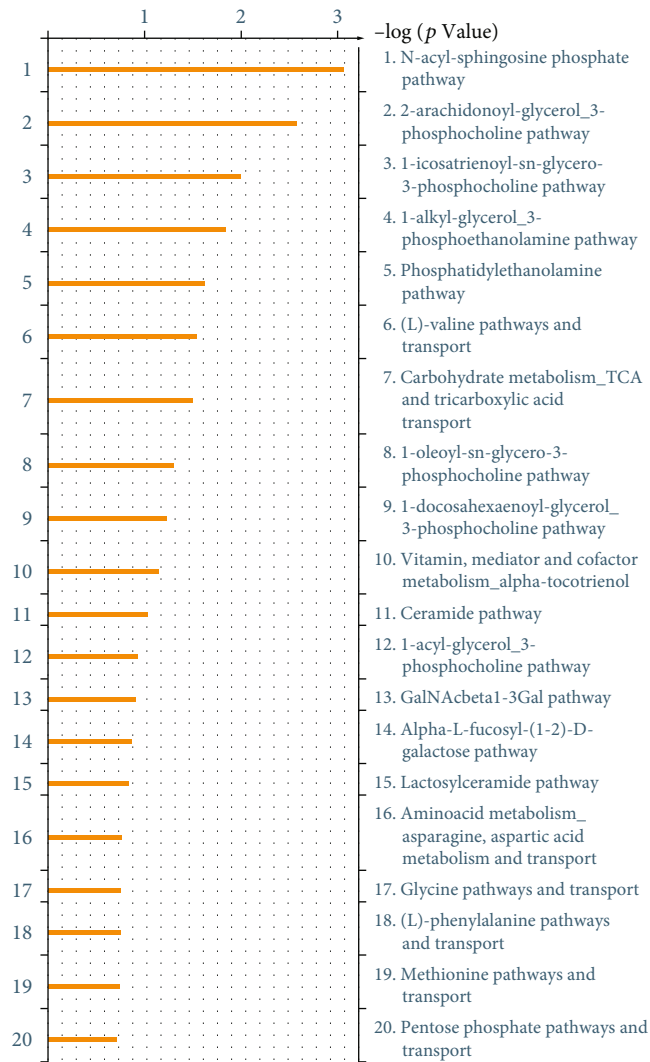 1 2 3
–log (p Value)
1
1. N-acyl-sphingosine phosphate
pathway
2
2. 2-arachidonoyl-glycerol_3-
phosphocholine pathway
3
3. 1-icosatrienoyl-sn-glycero-
3-phosphocholine pathway
4
4. 1-alkyl-glycerol_3-
phosphoethanolamine pathway
5
5. Phosphatidylethanolamine
pathway
6
6. (L)-valine pathways and
transport
7
7. Carbohydrate metabolism_TCA
and tricarboxylic acid
transport
8
8. 1-oleoyl-sn-glycero-3-
phosphocholine pathway
9
9. 1-docosahexaenoyl-glycerol_
3-phosphocholine pathway
10
10. Vitamin, mediator and cofactor
metabolism_alpha-tocotrienol
11
11. Ceramide pathway
12
12. 1-acyl-glycerol_3-
phosphocholine pathway
13
13. GalNAcbeta1-3Gal pathway
14
14. Alpha-L-fucosyl-(1-2)-D-
galactose pathway
15
15. Lactosylceramide pathway
16
16. Aminoacid metabolism_
asparagine, aspartic acid
metabolism and transport
17
17. Glycine pathways and transport
18
18. (L)-phenylalanine pathways
and transport
19
19. Methionine pathways and
transport
20
20. Pentose phosphate pathways and
transport